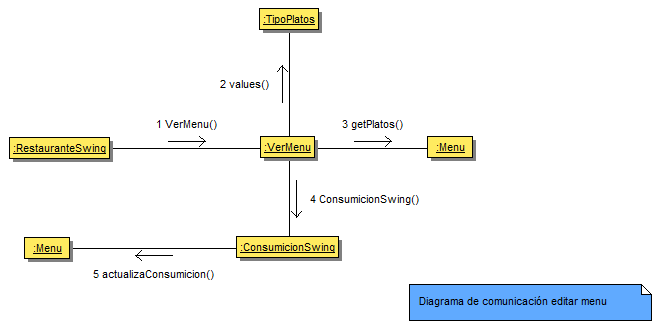 :TipoPlatos
2 values()
1 VerMenu()
3 getPlatos()
:RestauranteSwing
:VerMenu
:Menu
4 ConsumicionSwing()
:Menu
:ConsumicionSwing
5 actualizaConsumicion()
Diagrama de comunicación editar menu